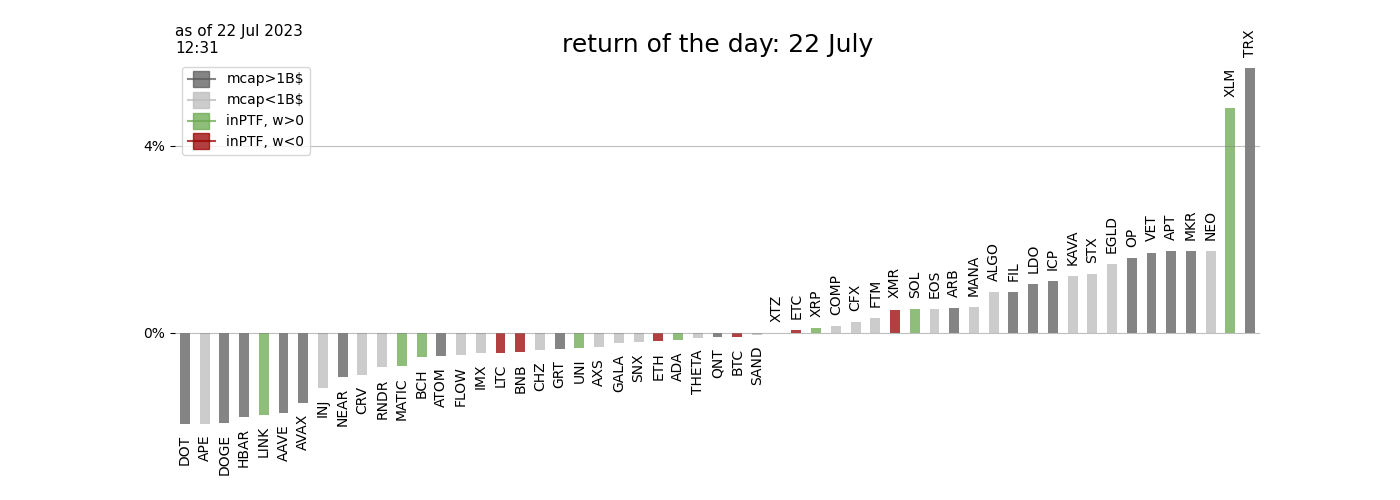 as of 22 Jul 2023
12:31
return of the day: 22 July
mcap>1B$
mcap<1B$
inPTF, w>0
inPTF, w<0
4%
0%
DOT
APE
DOGE
HBAR
LINK
AAVE
AVAX
INJ
NEAR
CRV
RNDR
MATIC
BCH
ATOM
FLOW
IMX
LTC
BNB
CHZ
GRT
UNI
AXS
GALA
SNX
ETH
ADA
THETA
QNT
BTC
SAND
XTZ
ETC
XRP
COMP
CFX
FTM
XMR
SOL
EOS
ARB
MANA
ALGO
FIL
LDO
ICP
KAVA
STX
EGLD
OP
VET
APT
MKR
NEO
XLM
TRX